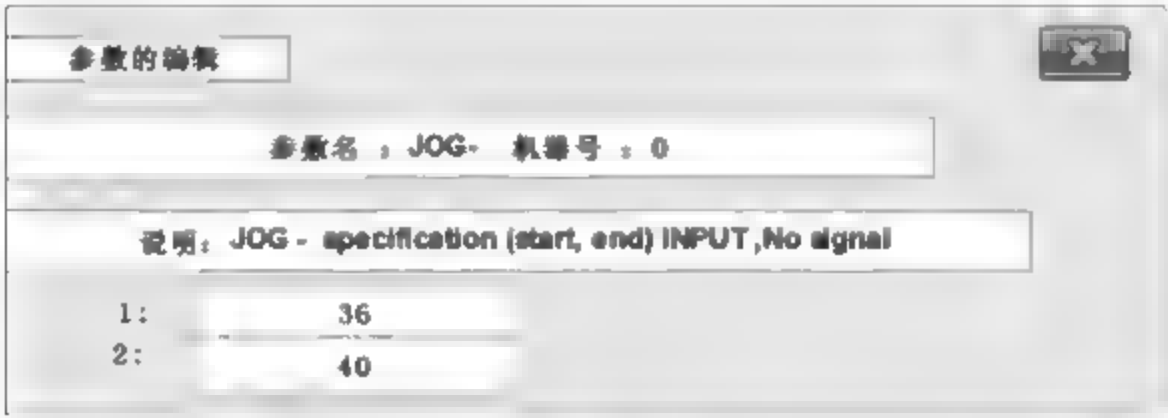 参数的编辑
参数名：JOG- 机器号：0
说明：JOG - specification (start, end) INPUT ,No signal
1: 36
2: 40